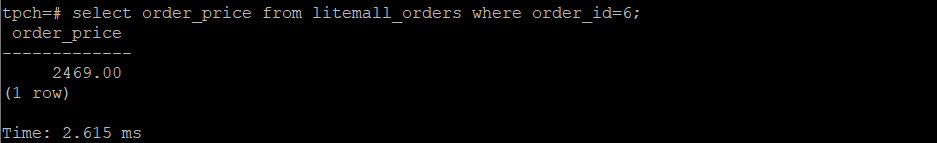 tpch=# select order_price from litemall_orders where order_id=6;
order_price
-------------
2469.00
(1 row)
Time: 2.615 ms